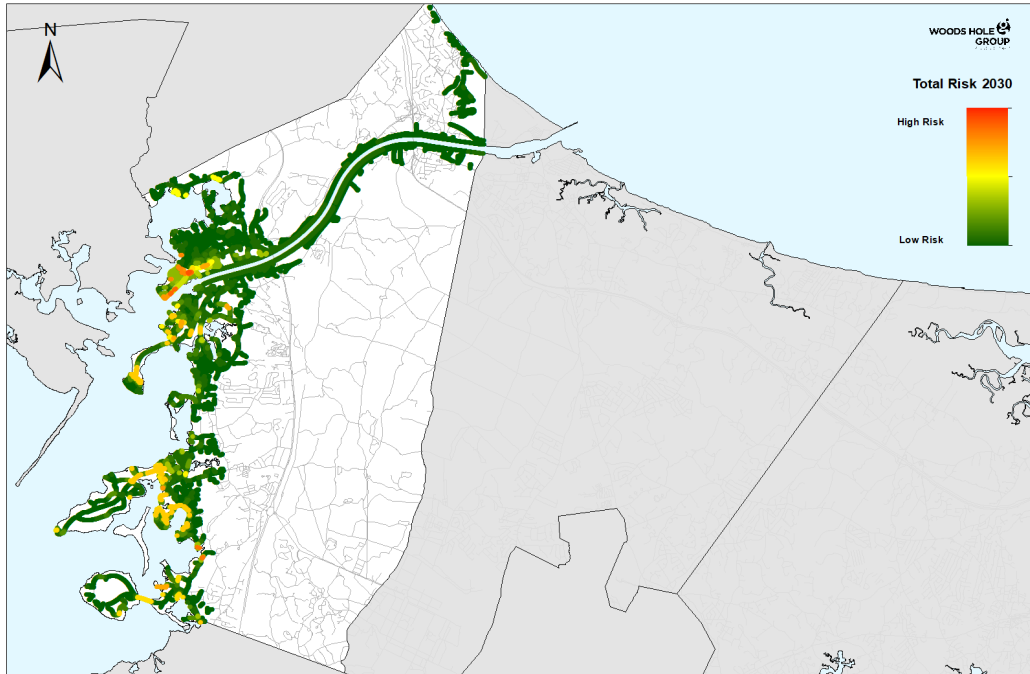 N
WOODS HOLE
GROUP
Total Risk 2030
High Risk
Low Risk